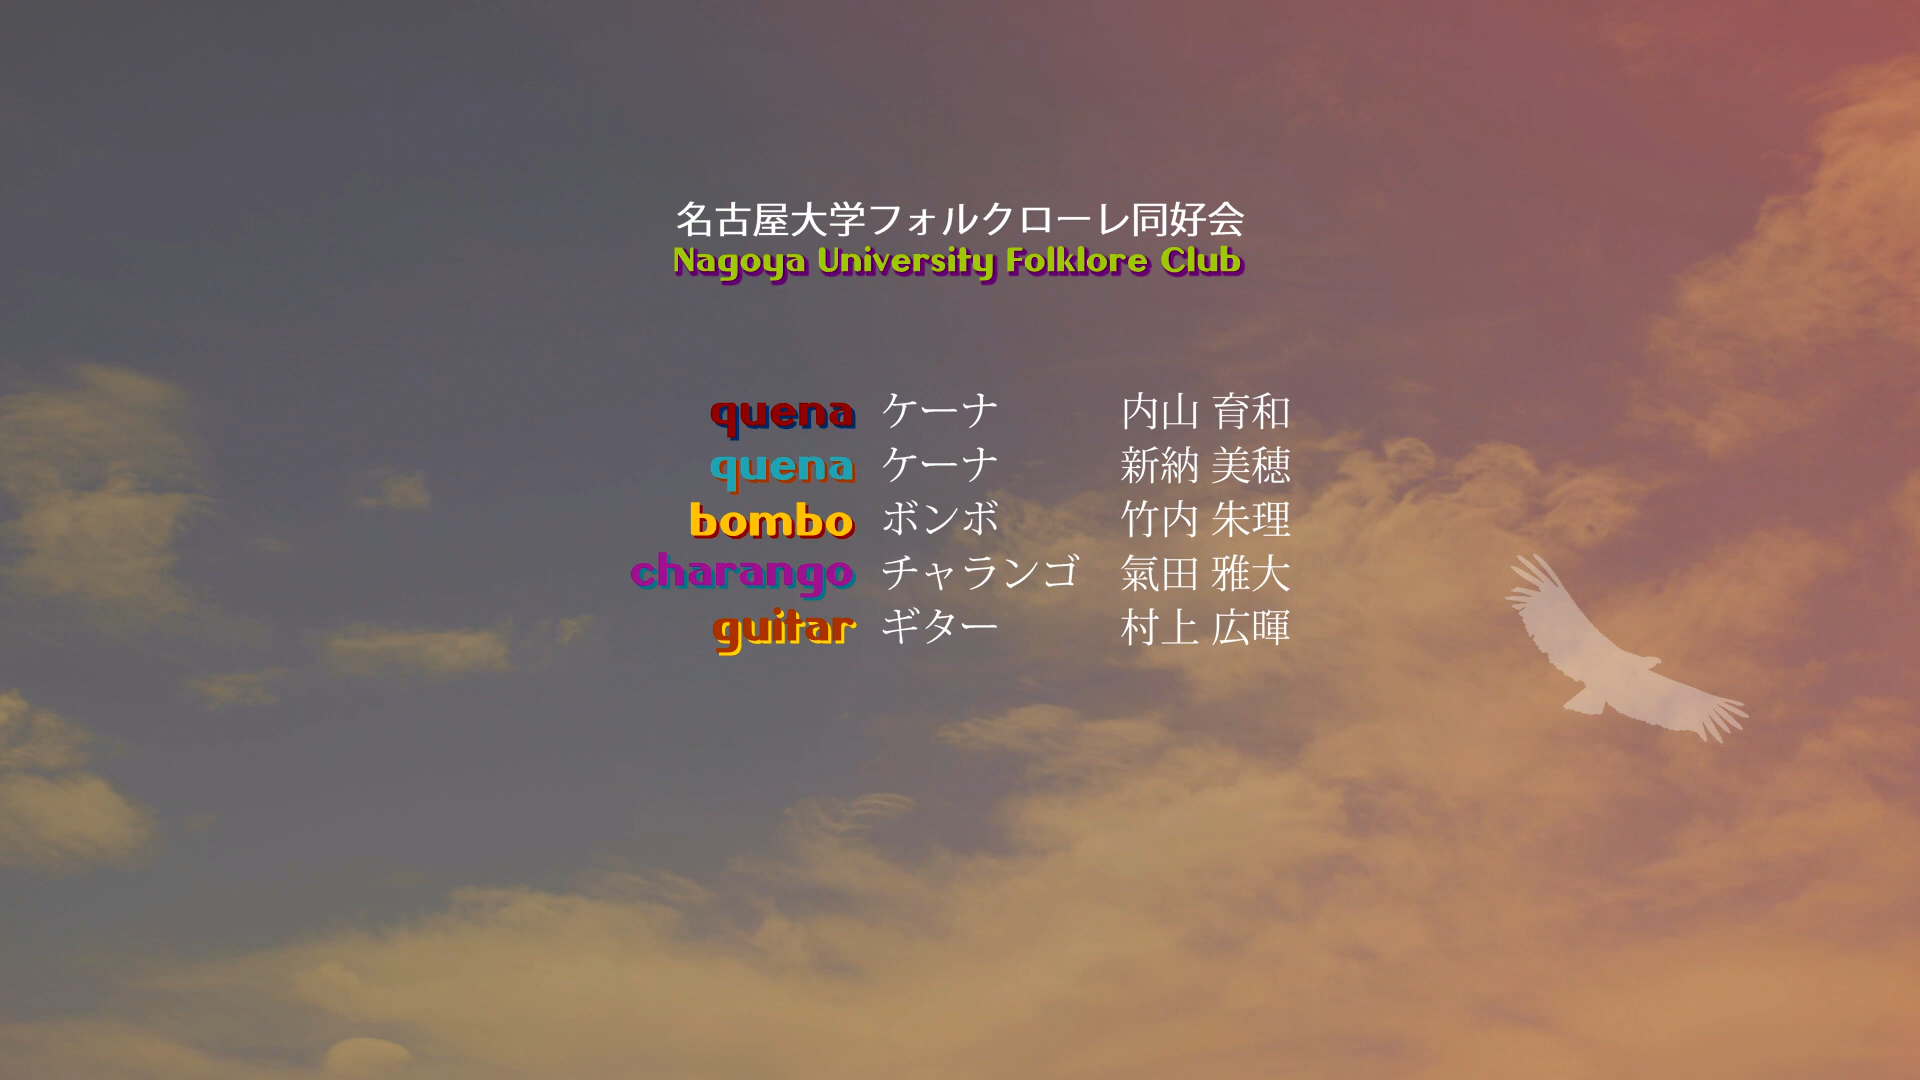 名古屋大学フォルクローレ同好会
Nagoya University Folklore Club
quena ケーナ 内山 育和
quena ケーナ 新納 美穂
bombo ボンボ 竹内 朱理
charango チャランゴ 氣田 雅大
guitar ギター 村上 広暉